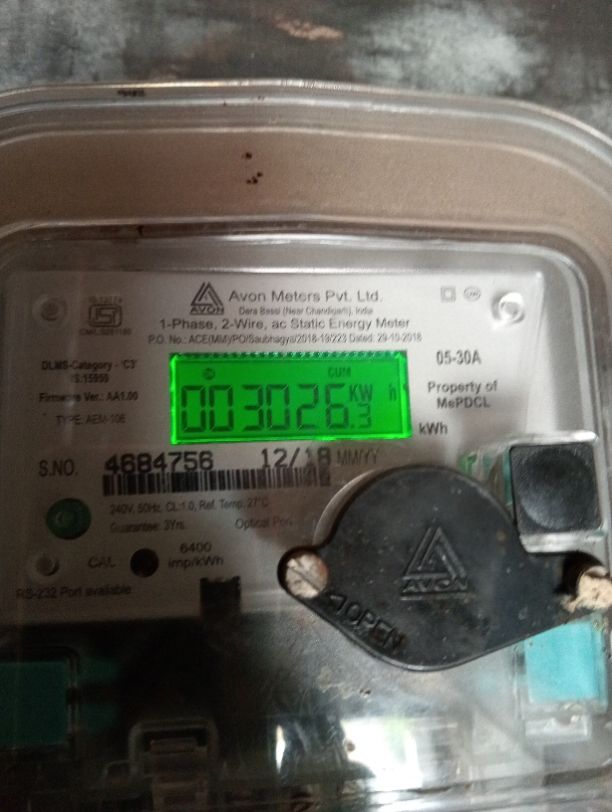 AVON
Avon Meters Pvt. Ltd.
Dera Bassi (Near Chandigarh), India
1-Phase, 2-Wire, ac Static Energy Meter
P.O. No.: ACE(MM)/PO/Saubhagya/2018-19/223 Dated: 29-10-2018
DLMS-Category - 'C3'
IS:15959
Firmware Ver.: AA1.00
TYPE: AEM-106
CUM
003026.3 KW h
kWh
05-30A
Property of
MePDCL
S.NO. 4684756 12/18 MM/YY
240V, 50Hz, CL:1.0, Ref. Temp. 27°C
Guarantee: 3Yrs. Optical Port
CAL 6400
imp/kWh
RS-232 Port available
AVON
OPEN